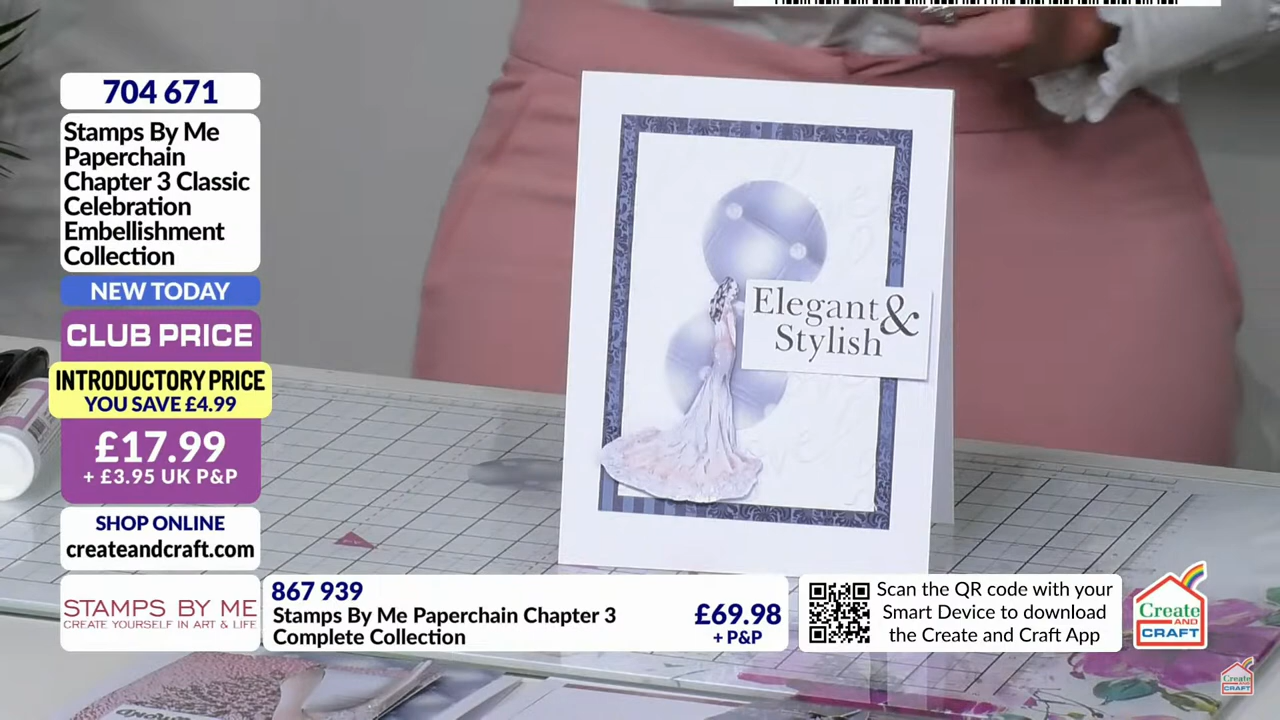 704 671
Stamps By Me
Paperchain
Chapter 3 Classic
Celebration
Embellishment
Collection
NEW TODAY
CLUB PRICE
INTRODUCTORY PRICE
YOU SAVE £4.99
£17.99
+ £3.95 UK P&P
SHOP ONLINE
createandcraft.com
STAMPS BY ME
CREATE YOURSELF IN ART & LIFE
867 939
Stamps By Me Paperchain Chapter 3
Complete Collection
£69.98
+ P&P
Scan the QR code with your
Smart Device to download
the Create and Craft App
Create
AND
CRAFT
Elegant &
Stylish
Create
AND
CRAFT